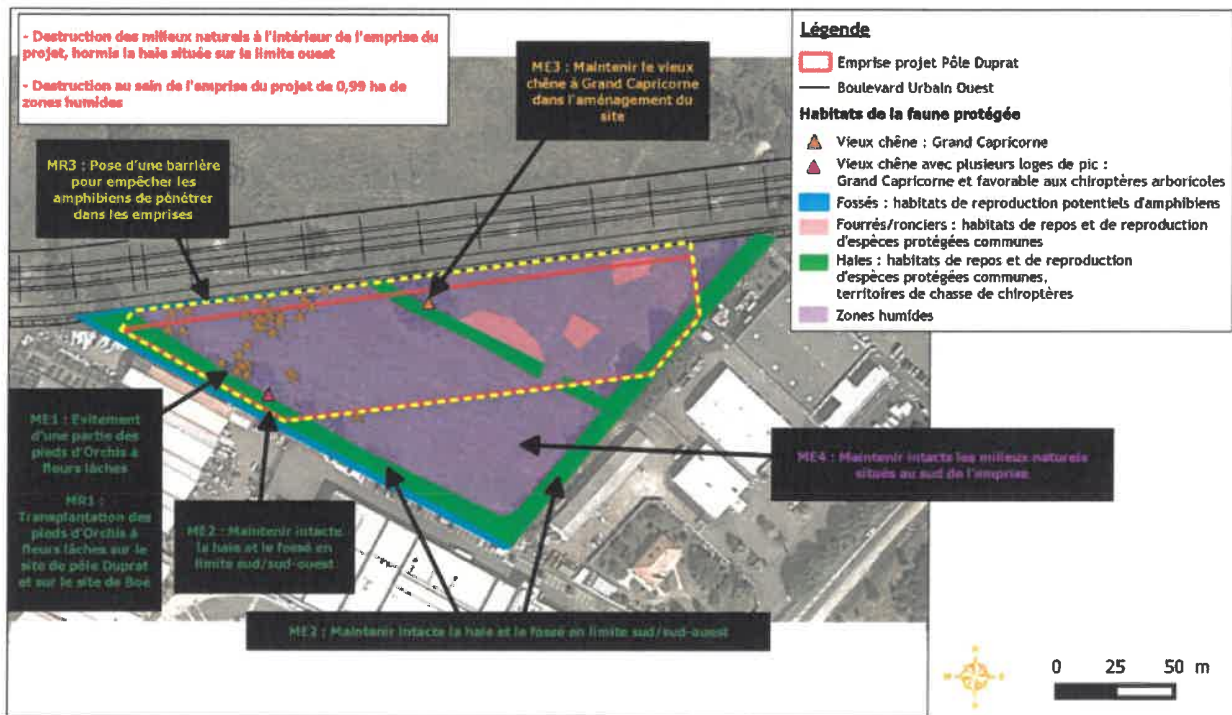 - Destruction des milieux naturels à l'intérieur de l'emprise du
projet, hormis la haie située sur la limite ouest
- Destruction au sein de l'emprise du projet de 0,99 ha de
zones humides
ME3 : Maintenir le vieux
chêne à Grand Capricorne
dans l'aménagement du
site
MR3 : Pose d'une barrière
pour empêcher les
amphibiens de pénétrer
dans les emprises
ME1 : Evitement
d'une partie des
pieds d'Orchis à
fleurs lâches
MR1 :
Transplantation des
pieds d'Orchis à
fleurs lâches sur le
site de pôle Duprat
et sur le site de Boé
ME2 : Maintenir intacte
la haie et le fossé en
limite sud/sud-ouest
ME2 : Maintenir intacte la haie et le fossé en limite sud/sud-ouest
ME4 : Maintenir intacts les milieux naturels
situés au sud de l'emprise
Légende
Emprise projet Pôle Duprat
Boulevard Urbain Ouest
Habitats de la faune protégée
Vieux chêne : Grand Capricorne
Vieux chêne avec plusieurs loges de pic :
Grand Capricorne et favorable aux chiroptères arboricoles
Fossés : habitats de reproduction potentiels d'amphibiens
Fourrés/ronciers : habitats de repos et de reproduction
d'espèces protégées communes
Haies : habitats de repos et de reproduction
d'espèces protégées communes,
territoires de chasse de chiroptères
Zones humides
0 25 50 m